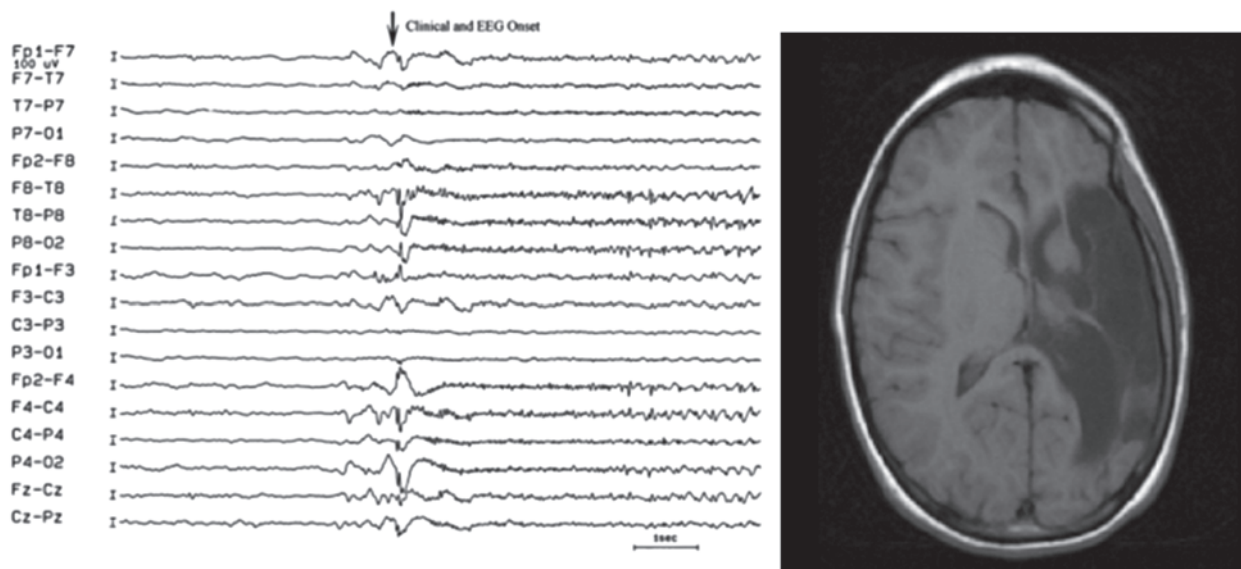 Clinical and EEG Onset
Fp1-F7
100 uV
F7-T7
T7-P7
P7-O1
Fp2-F8
F8-T8
T8-P8
P8-O2
Fp1-F3
F3-C3
C3-P3
P3-O1
Fp2-F4
F4-C4
C4-P4
P4-O2
Fz-Cz
Cz-Pz
1sec